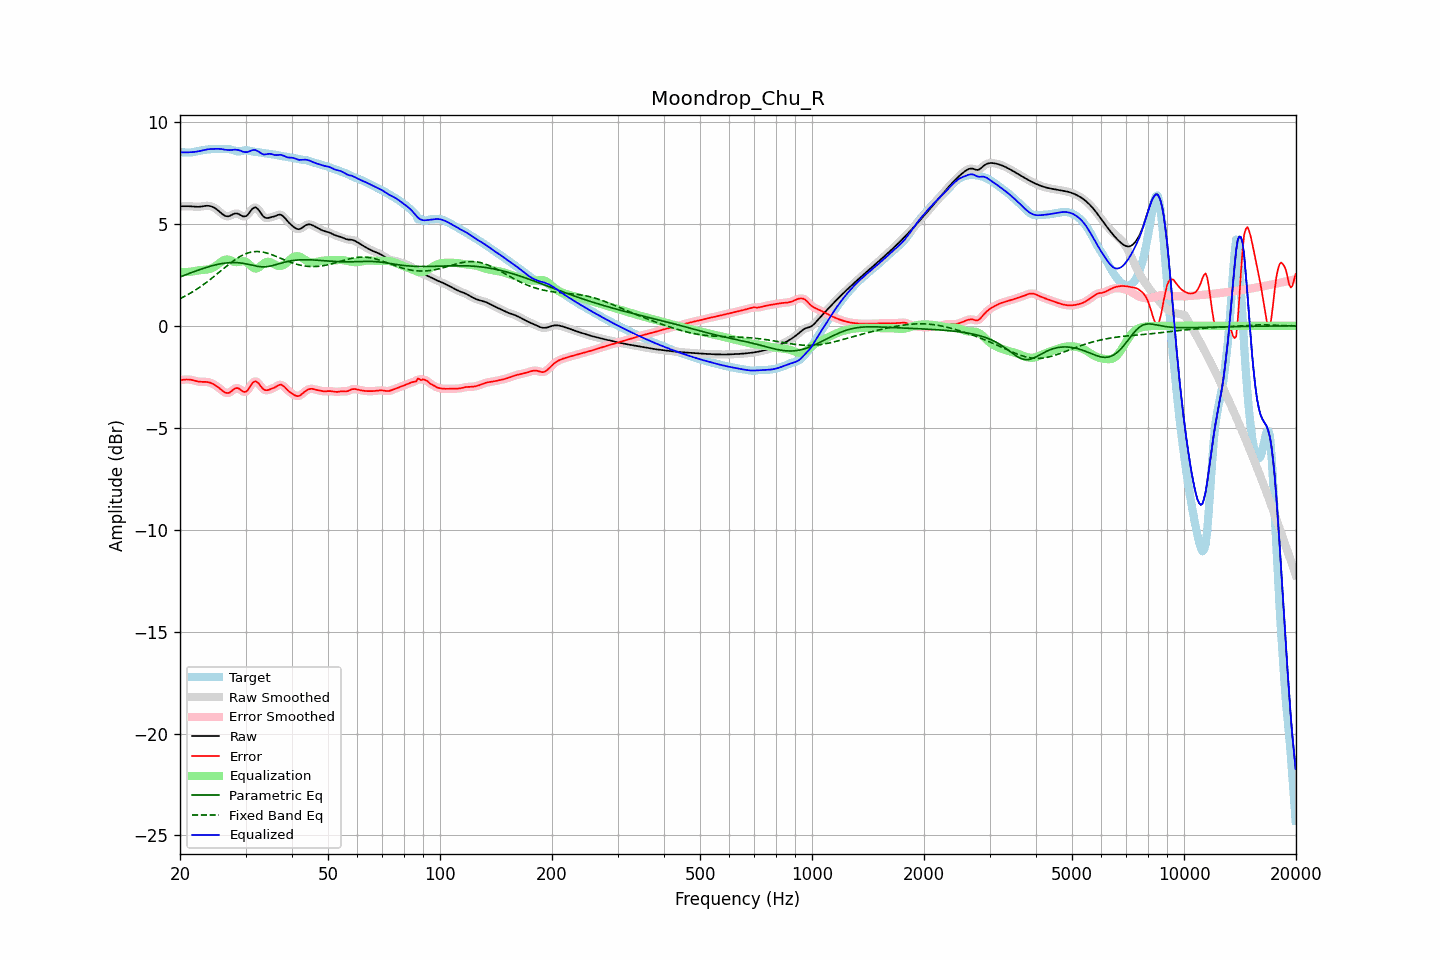 Moondrop_Chu_R
10
5
0
−5
−10
−15
−20
−25
Amplitude (dBr)
Target
Raw Smoothed
Error Smoothed
Raw
Error
Equalization
Parametric Eq
Fixed Band Eq
Equalized
20 50 100 200 500 1000 2000 5000 10000 20000
Frequency (Hz)